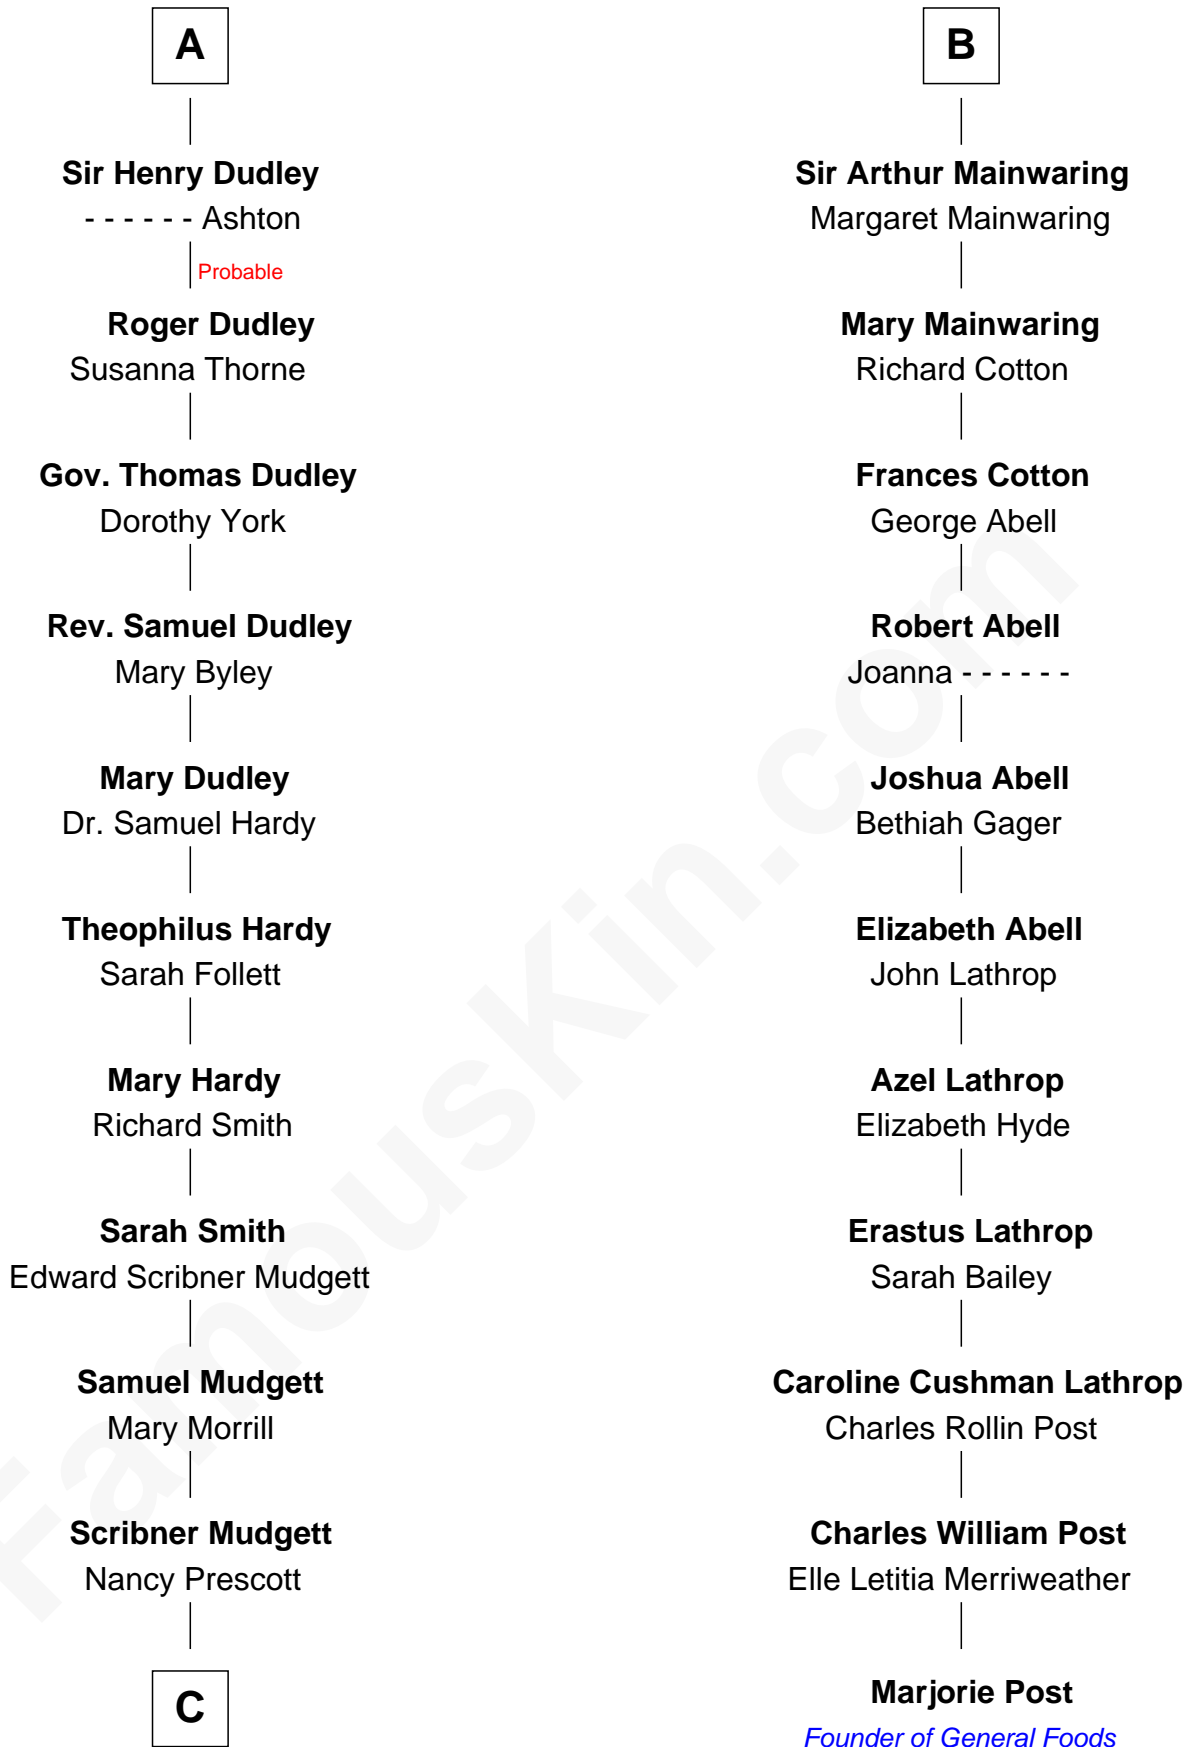 A
Sir Henry Dudley
- - - - - - Ashton
Probable
Roger Dudley
Susanna Thorne
Gov. Thomas Dudley
Dorothy York
Rev. Samuel Dudley
Mary Byley
Mary Dudley
Dr. Samuel Hardy
Theophilus Hardy
Sarah Follett
Mary Hardy
Richard Smith
Sarah Smith
Edward Scribner Mudgett
Samuel Mudgett
Mary Morrill
Scribner Mudgett
Nancy Prescott
C
B
Sir Arthur Mainwaring
Margaret Mainwaring
Mary Mainwaring
Richard Cotton
Frances Cotton
George Abell
Robert Abell
Joanna - - - - - -
Joshua Abell
Bethiah Gager
Elizabeth Abell
John Lathrop
Azel Lathrop
Elizabeth Hyde
Erastus Lathrop
Sarah Bailey
Caroline Cushman Lathrop
Charles Rollin Post
Charles William Post
Elle Letitia Merriweather
Marjorie Post
Founder of General Foods
FamousKin.com